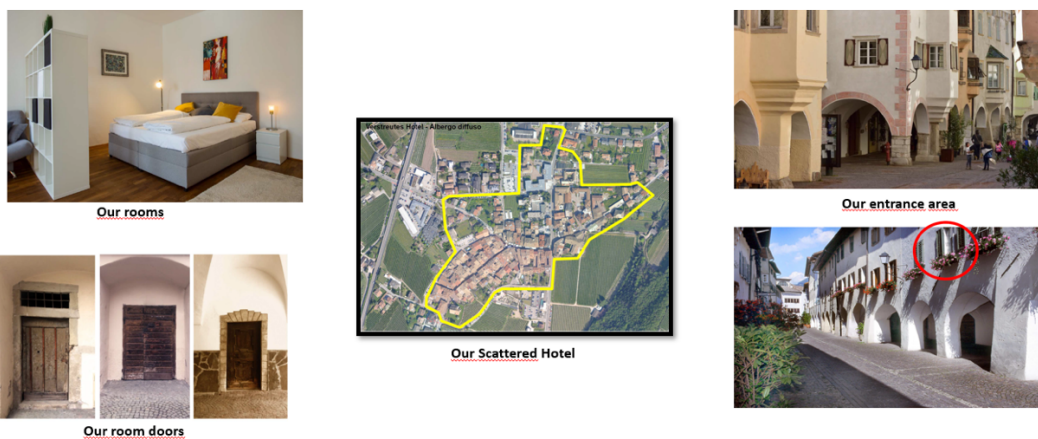 Our rooms
Our room doors
Verstreutes Hotel - Albergo diffuso
Our Scattered Hotel
Our entrance area